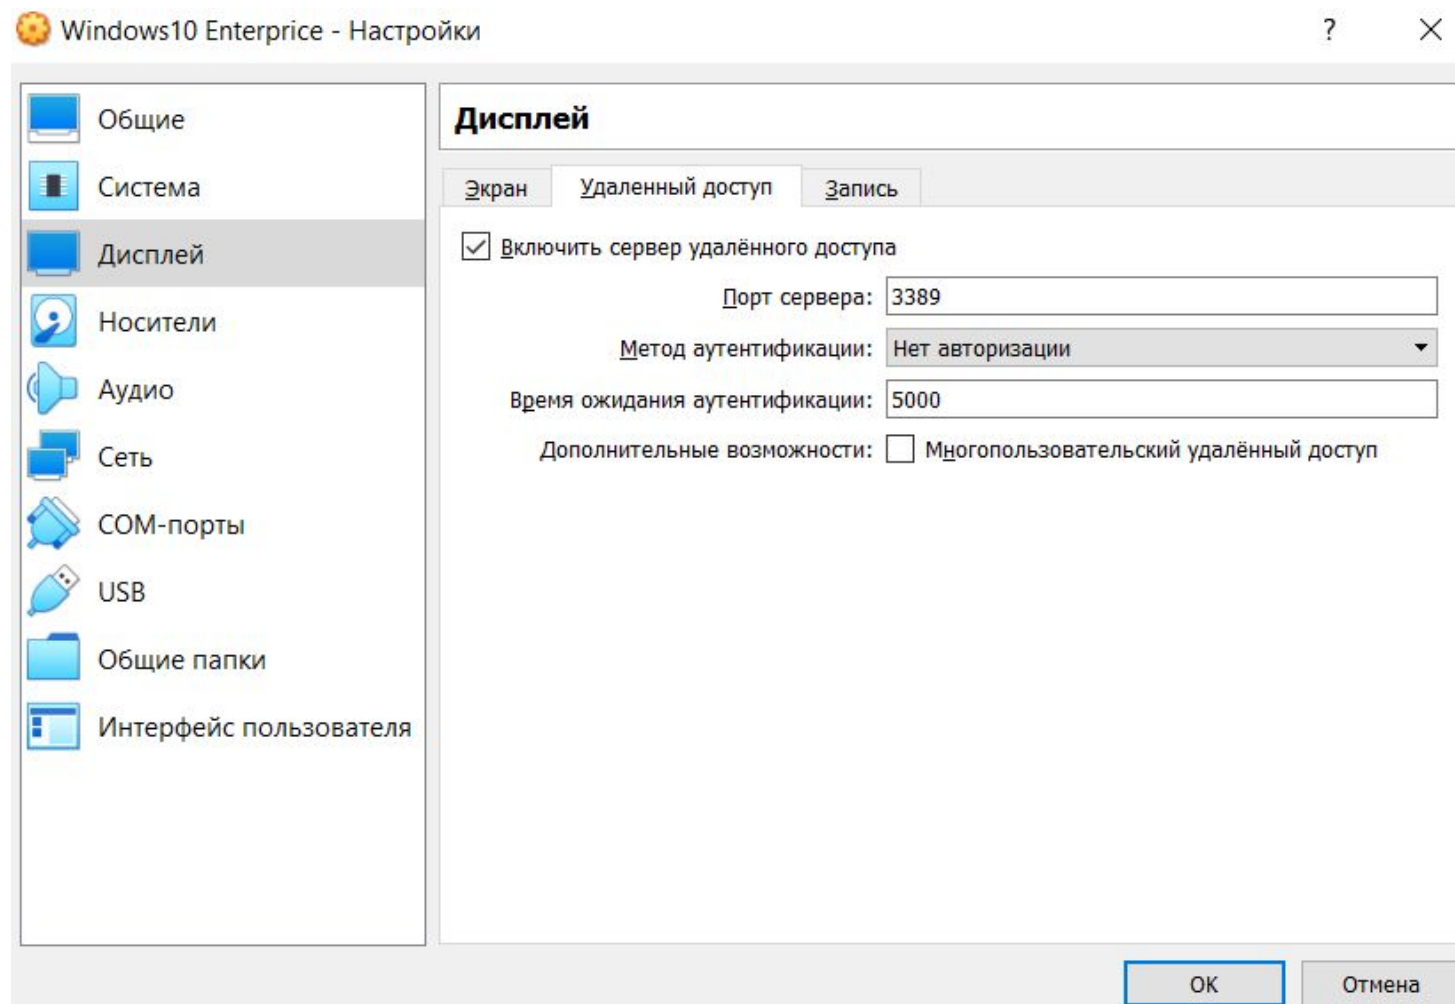 Windows10 Enterprice - Настройки
?
Общие
Система
Дисплей
Носители
Аудио
Сеть
COM-порты
USB
Общие папки
Интерфейс пользователя
Дисплей
Экран
Удаленный доступ
Запись
Включить сервер удалённого доступа
Порт сервера: 3389
Метод аутентификации: Нет авторизации
Время ожидания аутентификации: 5000
Дополнительные возможности: Многопользовательский удалённый доступ
ОК
Отмена